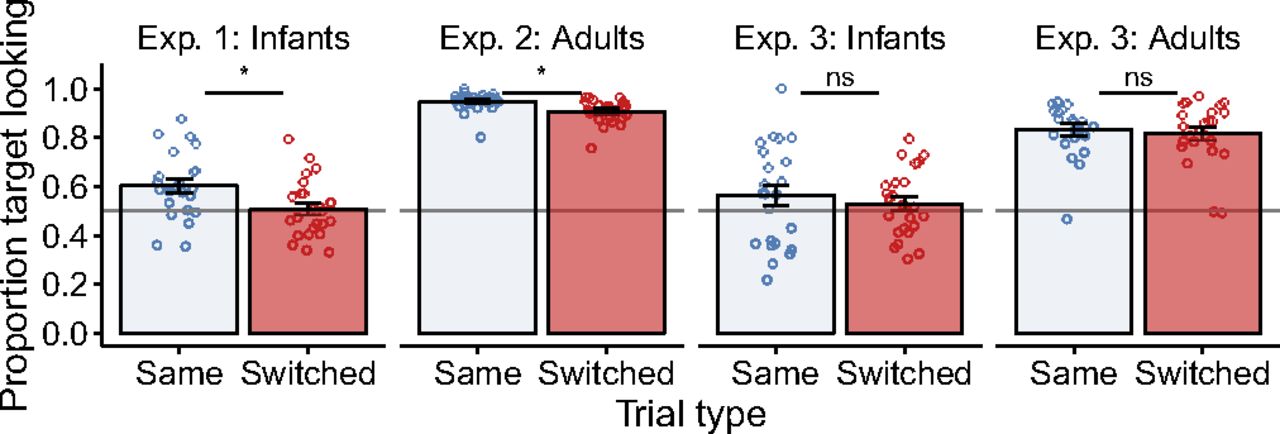 Exp. 1: Infants
Exp. 2: Adults
Exp. 3: Infants
Exp. 3: Adults
*
*
ns
ns
Proportion target looking
1.0
0.8
0.6
0.4
0.2
0.0
Same Switched
Same Switched
Same Switched
Same Switched
Trial type